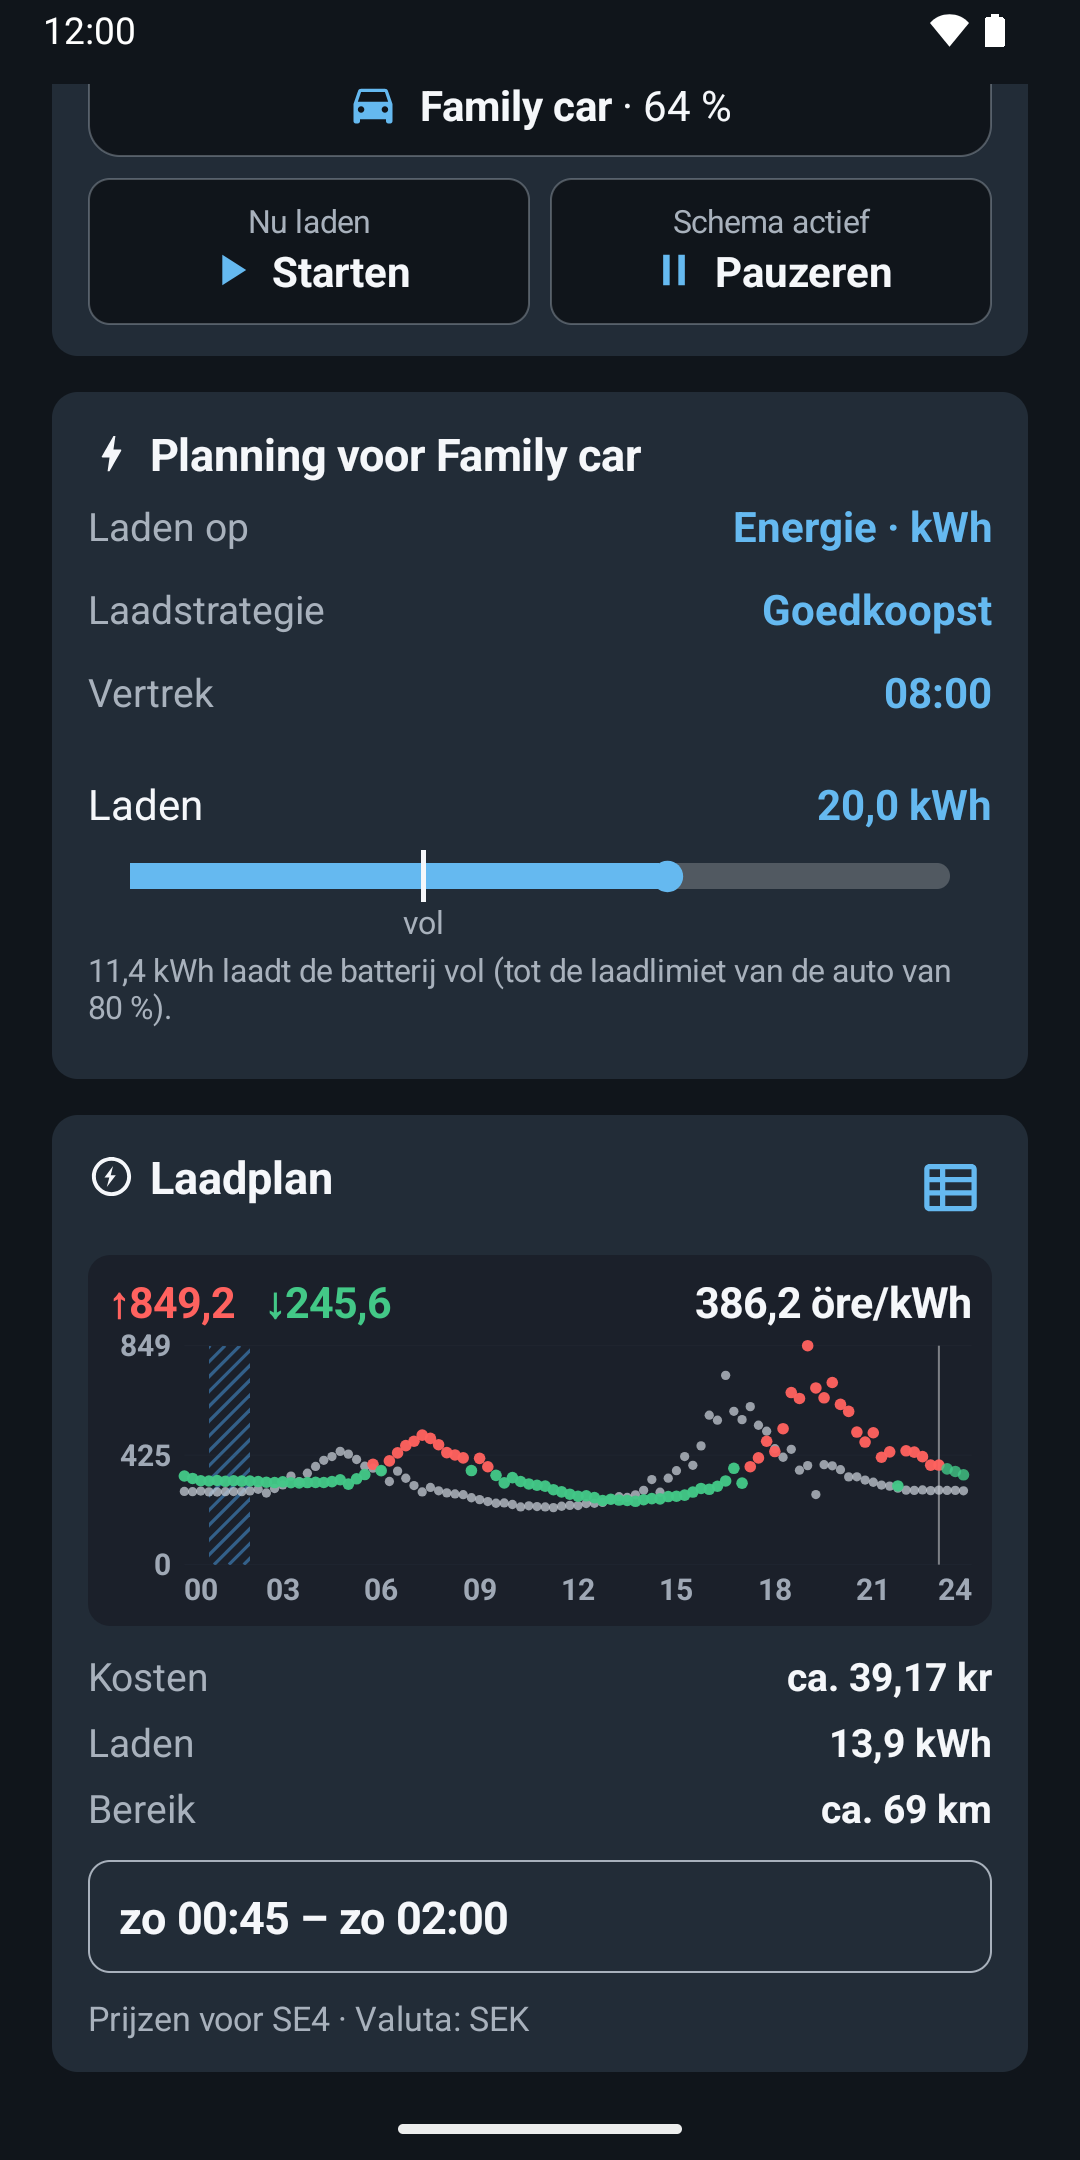 12:00
Family car · 64 %
Nu laden
Starten
Schema actief
Pauzeren
Planning voor Family car
Laden op
Energie · kWh
Laadstrategie
Goedkoopst
Vertrek
08:00
Laden
20,0 kWh
vol
11,4 kWh laadt de batterij vol (tot de laadlimiet van de auto van
80 %).
Laadplan
↑849,2 ↓245,6 386,2 öre/kWh
849
425
0
00 03 06 09 12 15 18 21 24
Kosten
ca. 39,17 kr
Laden
13,9 kWh
Bereik
ca. 69 km
zo 00:45 – zo 02:00
Prijzen voor SE4 · Valuta: SEK